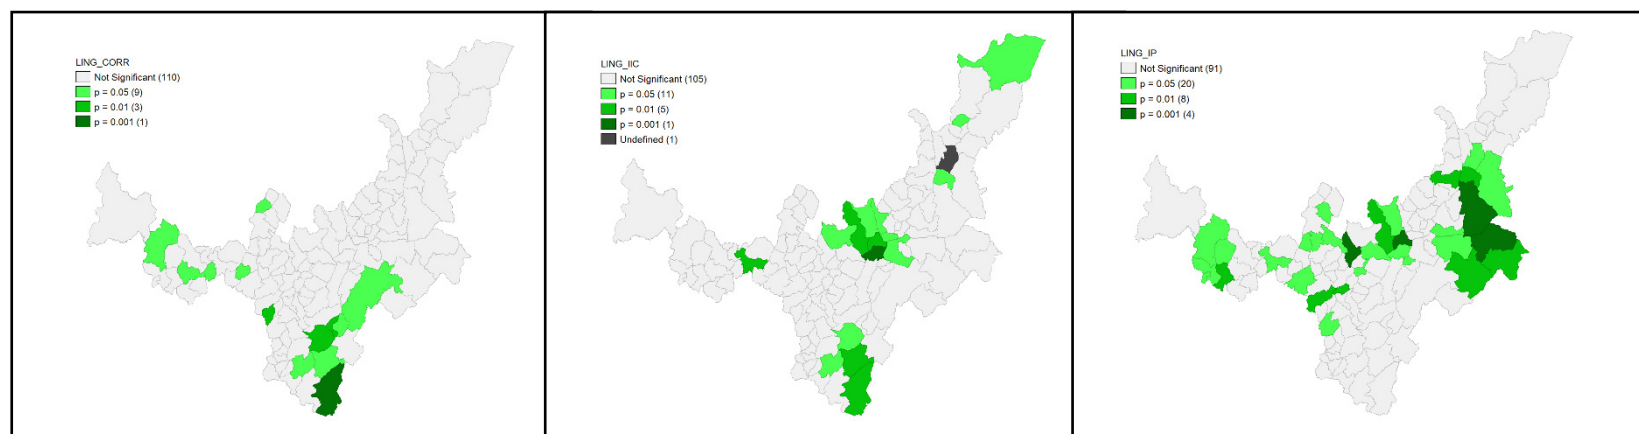 LING_CORR
Not Significant (110)
p = 0.05 (9)
p = 0.01 (3)
p = 0.001 (1)
LING_IIC
Not Significant (105)
p = 0.05 (11)
p = 0.01 (5)
p = 0.001 (1)
Undefined (1)
LING_IP
Not Significant (91)
p = 0.05 (20)
p = 0.01 (8)
p = 0.001 (4)